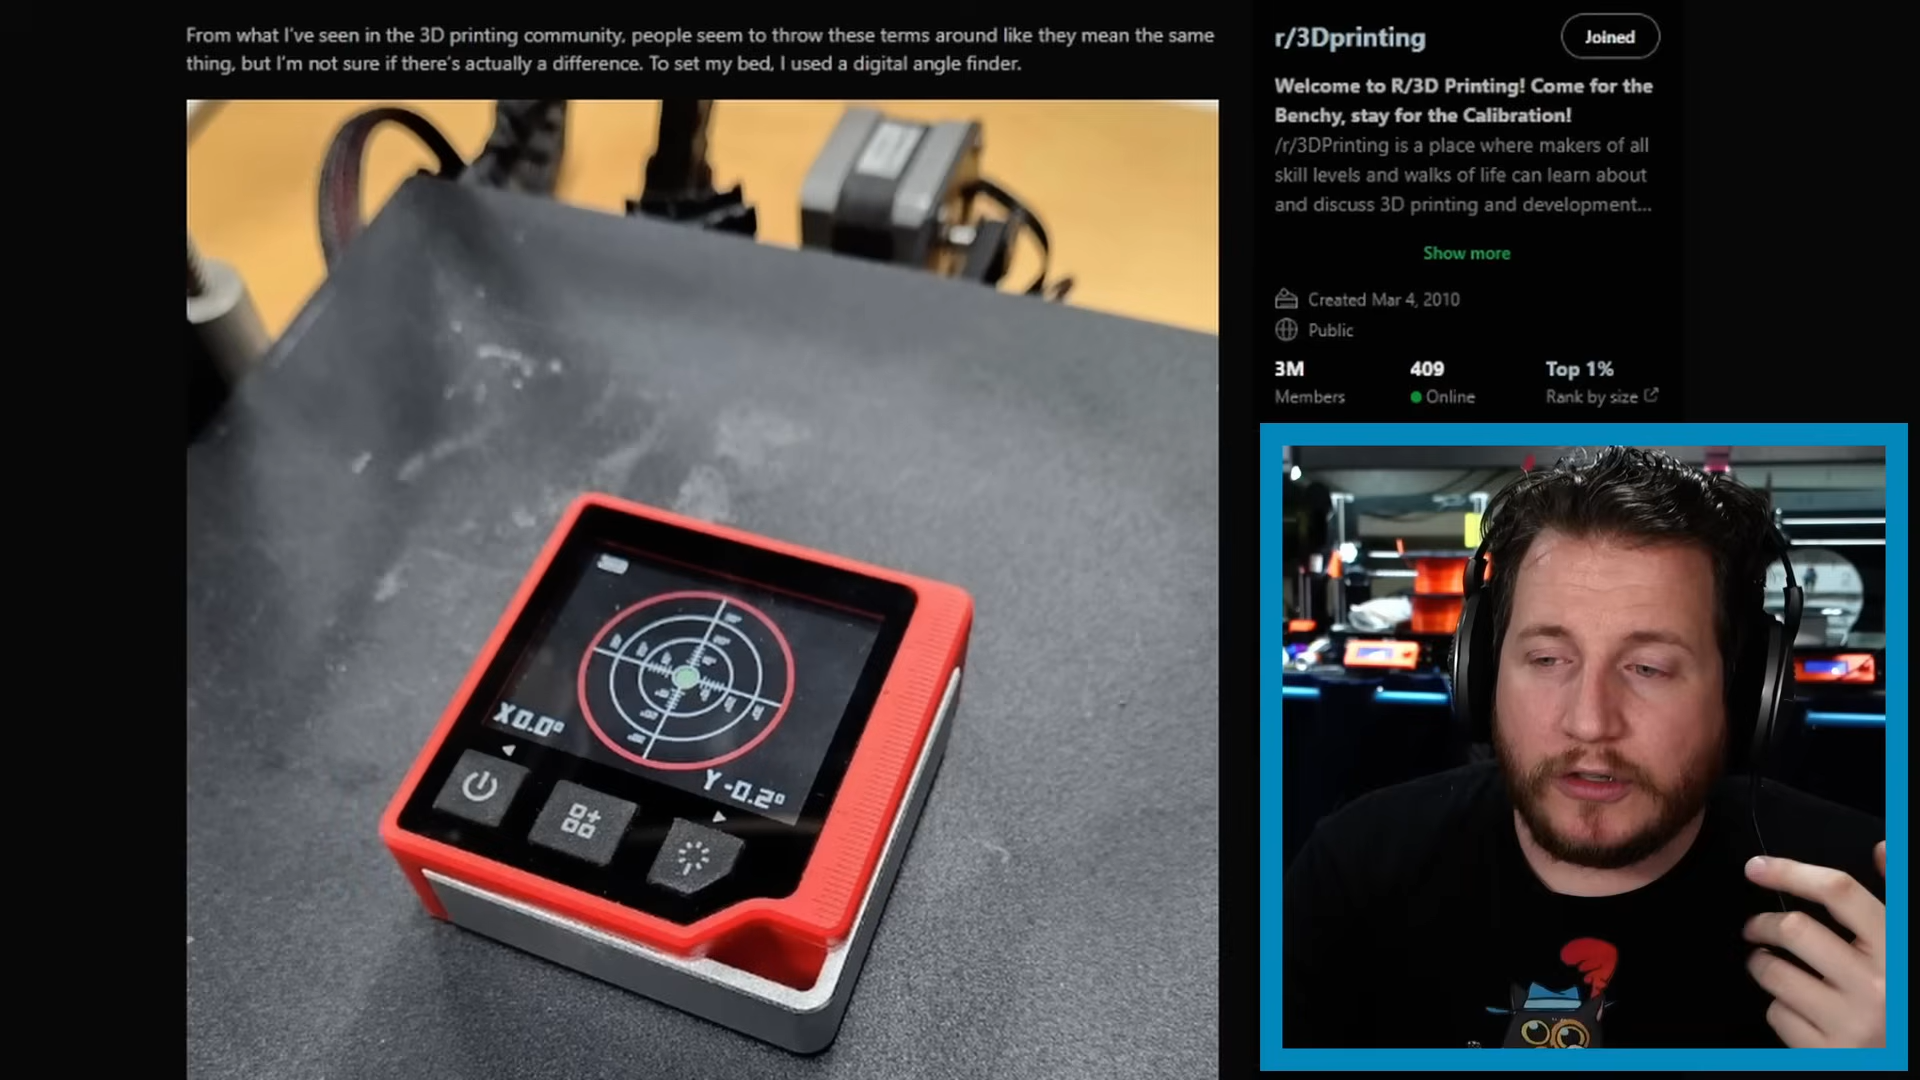 From what I've seen in the 3D printing community, people seem to throw these terms around like they mean the same
thing, but I'm not sure if there's actually a difference. To set my bed, I used a digital angle finder.
X0.0°
Y-0.2°
r/3Dprinting
Joined
Welcome to R/3D Printing! Come for the
Benchy, stay for the Calibration!
/r/3DPrinting is a place where makers of all
skill levels and walks of life can learn about
and discuss 3D printing and development...
Show more
Created Mar 4, 2010
Public
3M 409 Top 1%
Members Online Rank by size